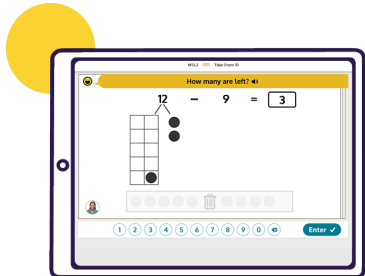 Take From 10
How many are left?
12 − 9 = 3
1 2 3 4 5 6 7 8 9 0
Enter ✓